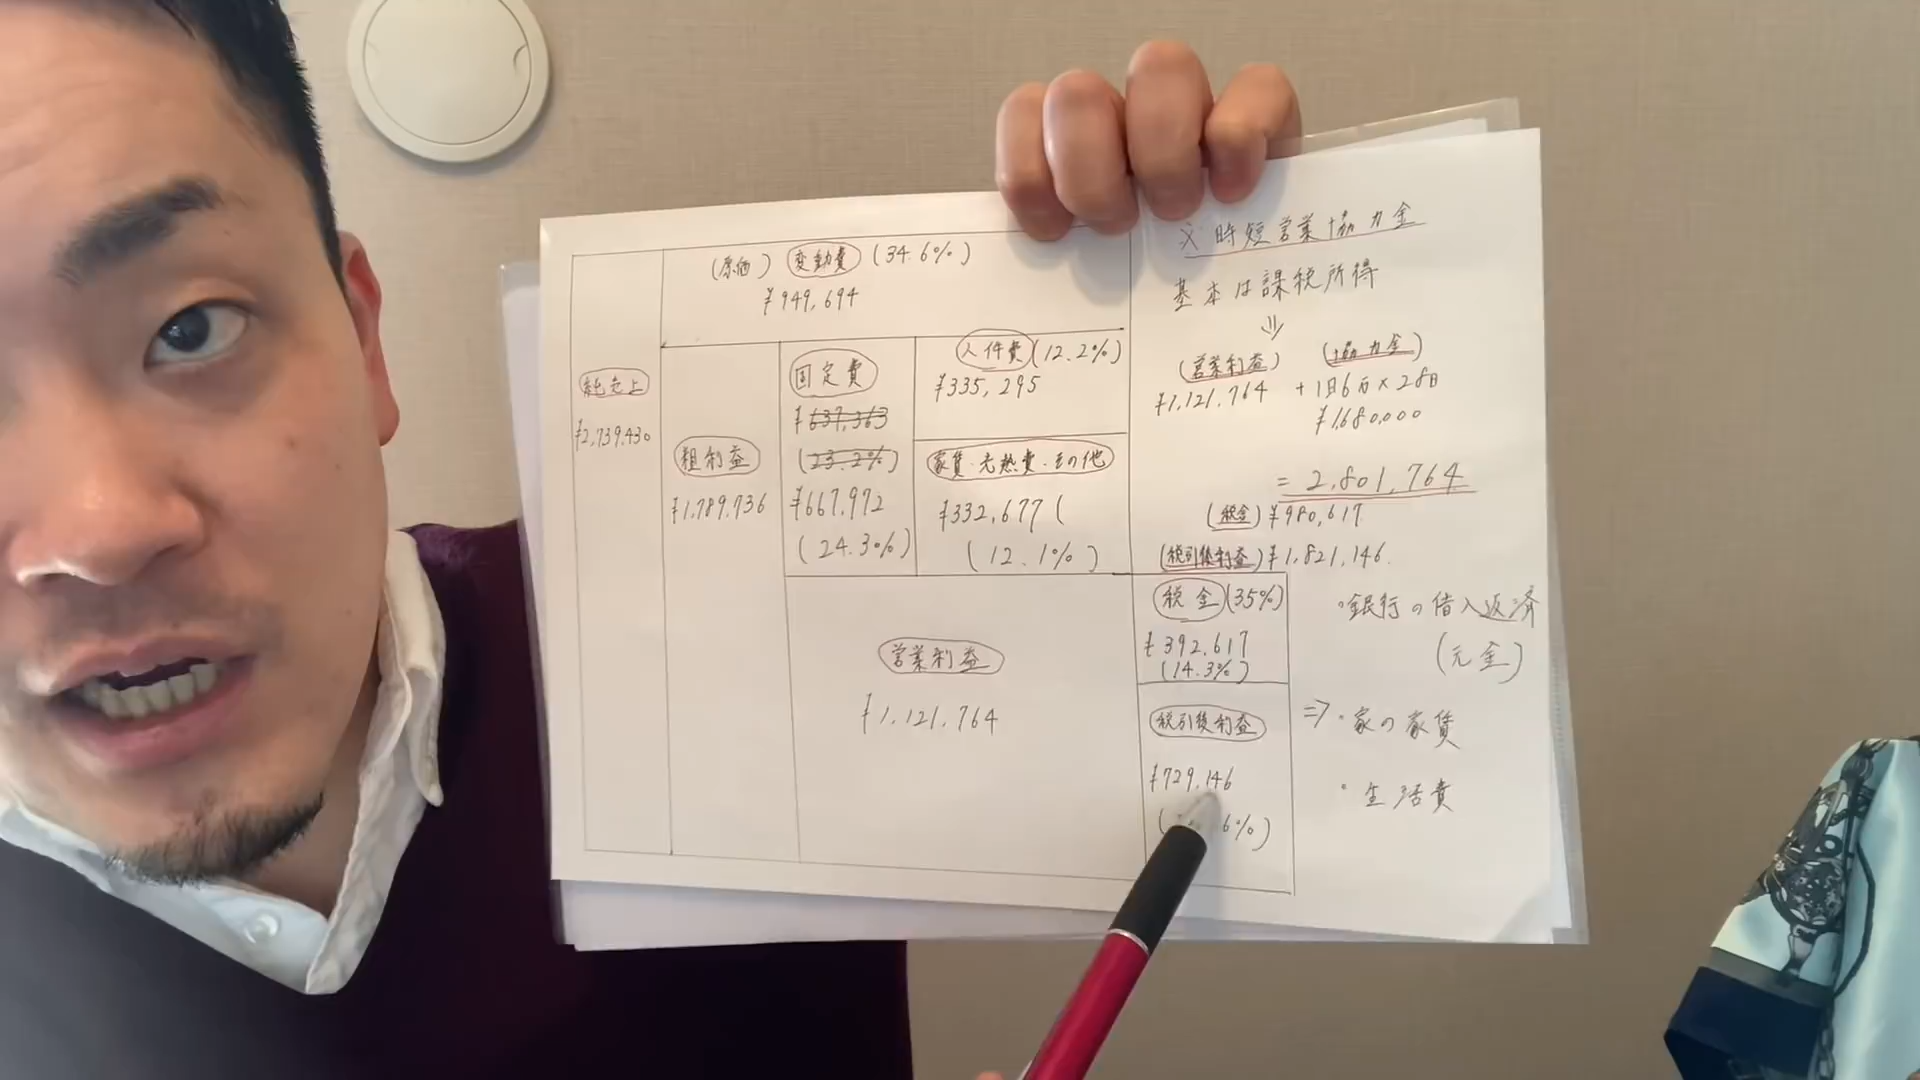 純売上
¥2,739,430
(原価) 変動費 (34.6%)
¥949,694
粗利益
¥1,789,736
固定費
¥637,363
(23.2%)
¥667,972
(24.3%)
人件費 (12.2%)
¥335,295
家賃・光熱費・その他
¥332,677 (
(12.1%)
営業利益
¥1,121,764
税金 (35%)
¥392,617
(14.3%)
税引後利益
¥729,146
6%)
※時短営業協力金
基本は課税所得
⇓
(営業利益) (協力金)
¥1,121,764 + 1日6万×28日
¥1,680,000
= 2,801,764
(税金) ¥980,617
(税引後利益) ¥1,821,146.
・銀行の借入返済
(元金)
⇒・家の家賃
・生活費